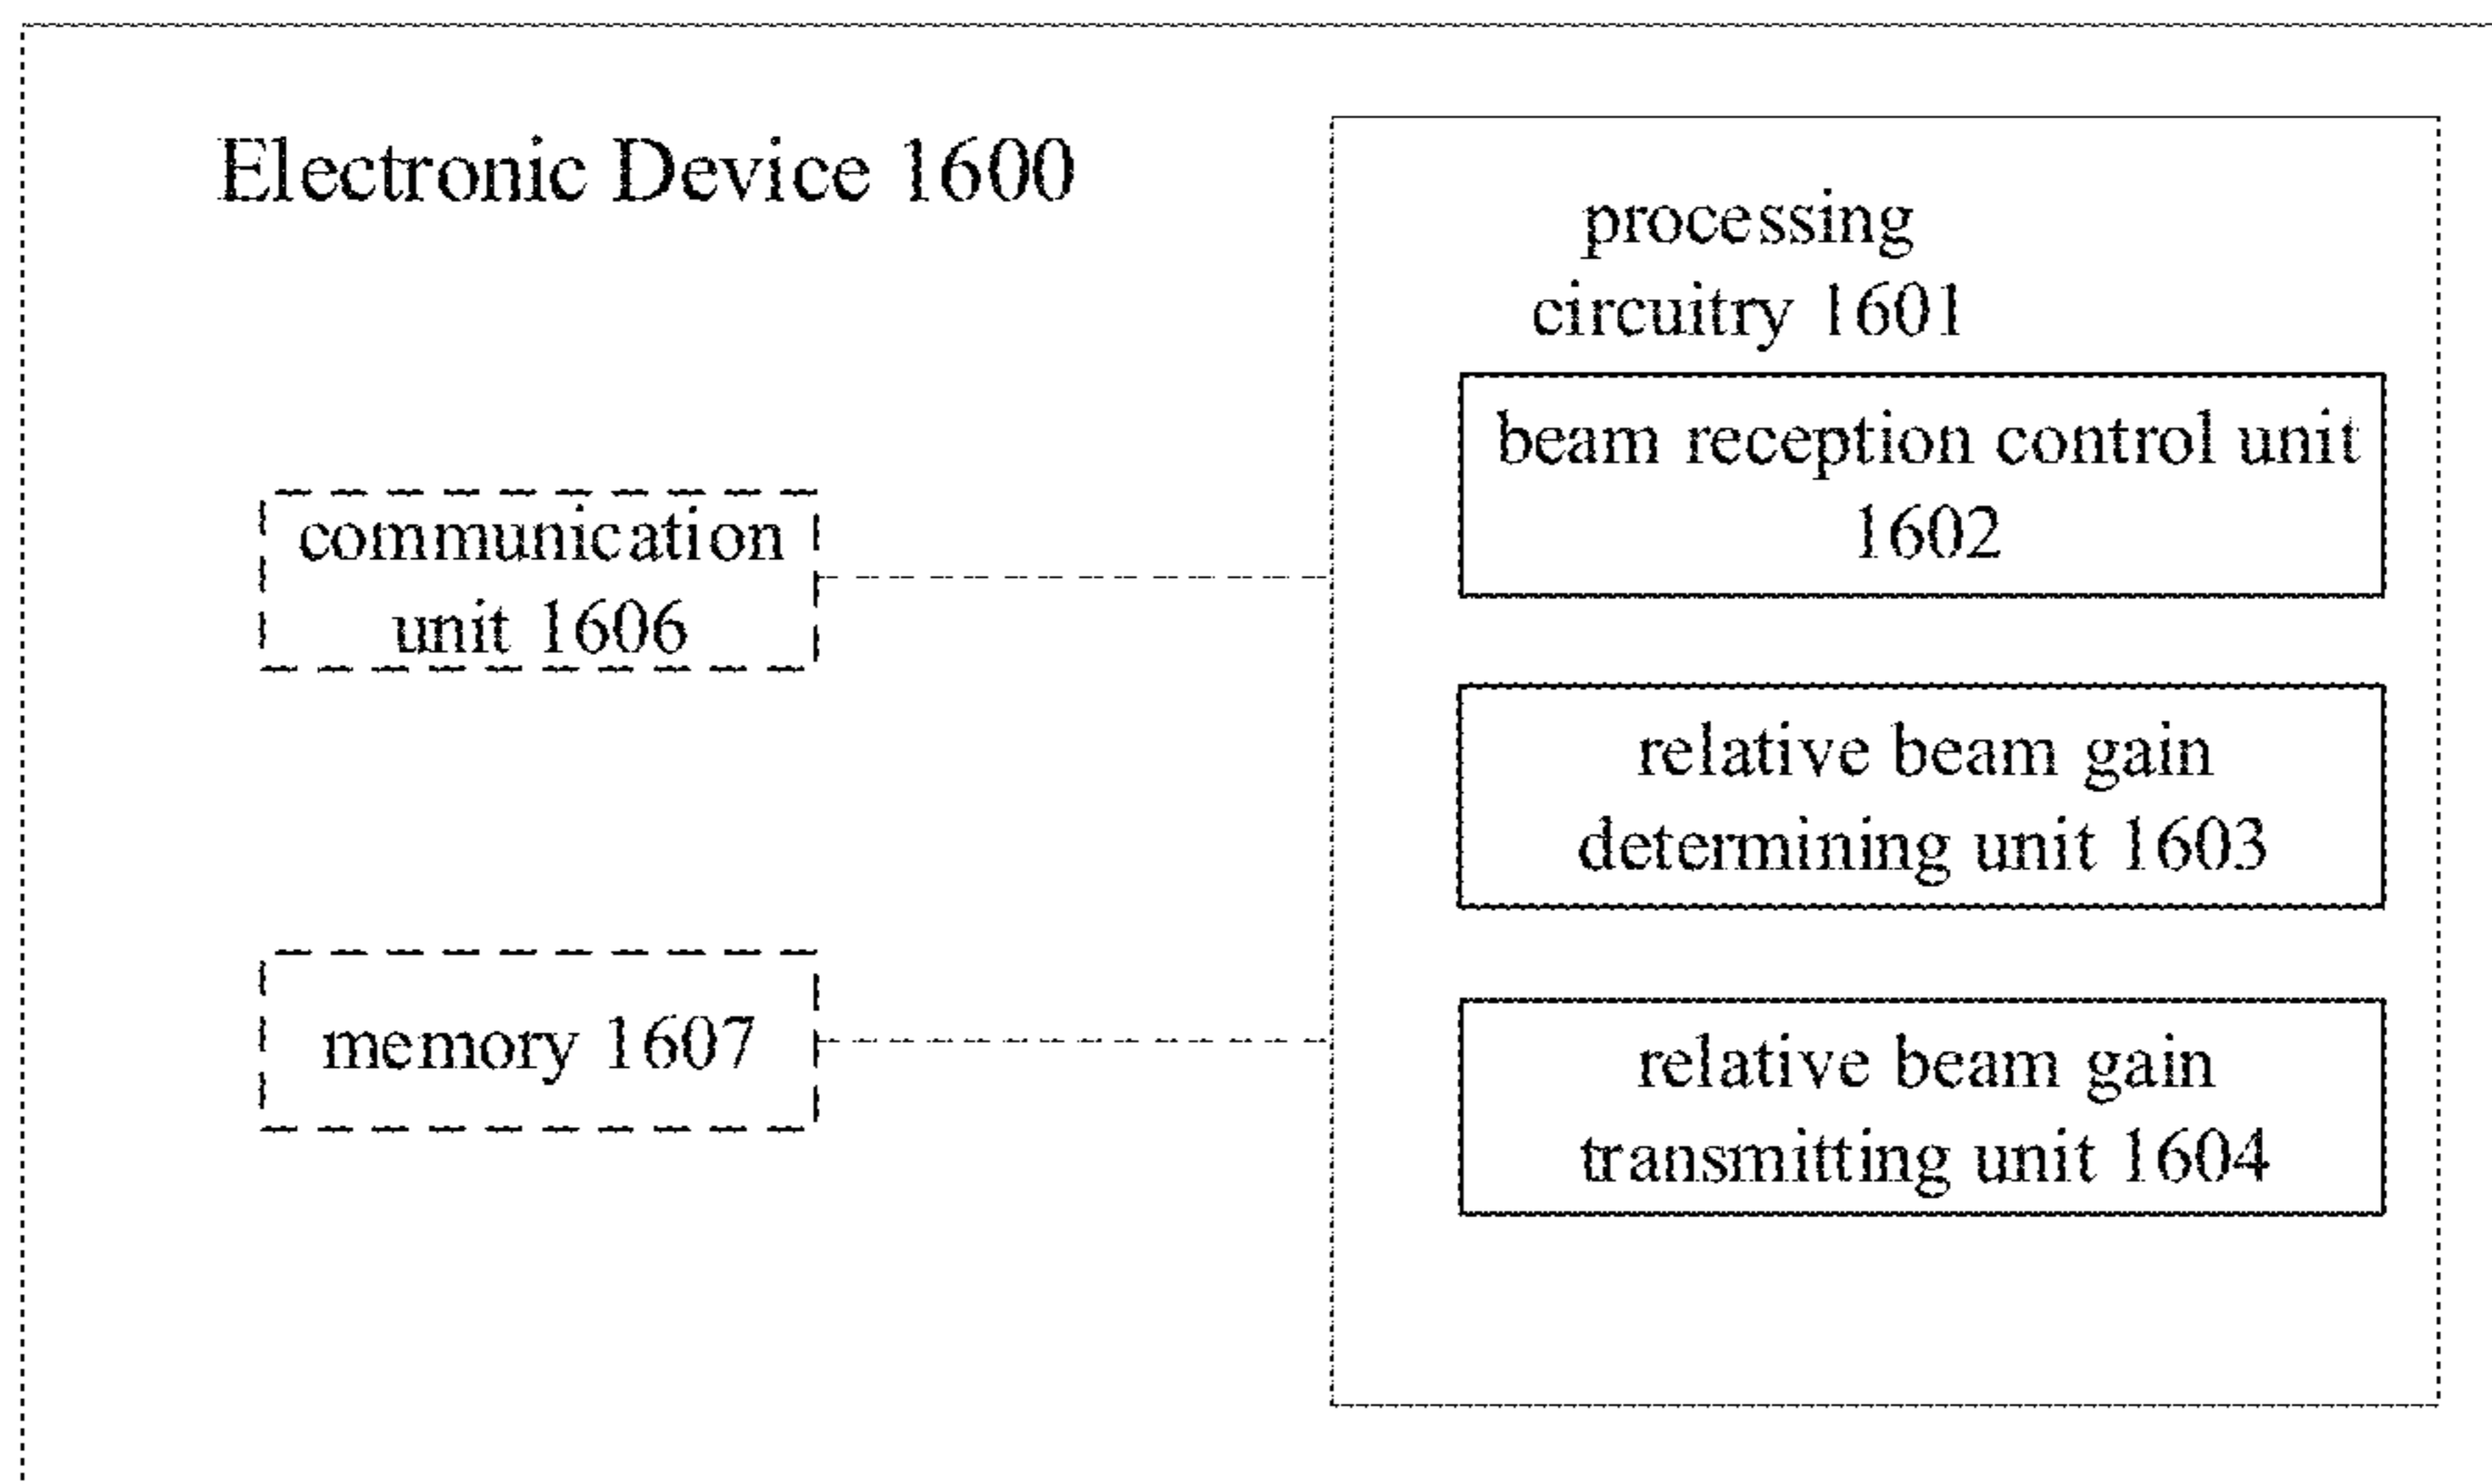 Electronic Device 1600
processing
circuitry 1601
beam reception control unit
1602
communication
unit 1606
relative beam gain
determining unit 1603
memory 1607
relative beam gain
transmitting unit 1604